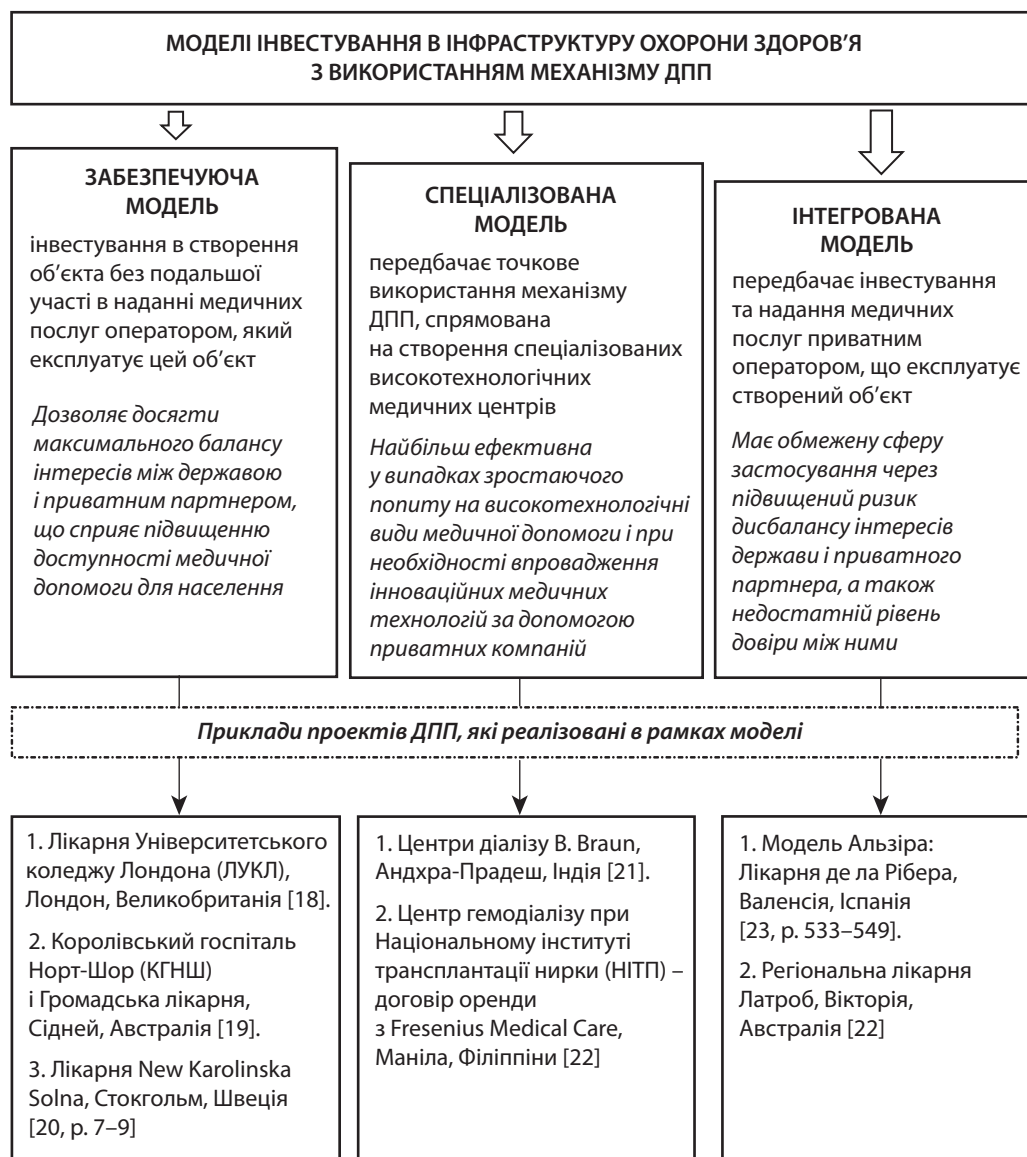 МОДЕЛІ ІНВЕСТУВАННЯ В ІНФРАСТРУКТУРУ ОХОРОНИ ЗДОРОВ’Я
З ВИКОРИСТАННЯМ МЕХАНІЗМУ ДПП
ЗАБЕЗПЕЧУЮЧА
МОДЕЛЬ
інвестування в створення
об’єкта без подальшої
участі в наданні медичних
послуг оператором, який
експлуатує цей об’єкт
Дозволяє досягти
максимального балансу
інтересів між державою
і приватним партнером,
що сприяє підвищенню
доступності медичної
допомоги для населення
СПЕЦІАЛІЗОВАНА
МОДЕЛЬ
передбачає точкове
використання механізму
ДПП, спрямована
на створення спеціалізованих
високотехнологічних
медичних центрів
Найбільш ефективна
у випадках зростаючого
попиту на високотехнологічні
види медичної допомоги і при
необхідності впровадження
інноваційних медичних
технологій за допомогою
приватних компаній
ІНТЕГРОВАНА
МОДЕЛЬ
передбачає інвестування
та надання медичних
послуг приватним
оператором, що експлуатує
створений об’єкт
Має обмежену сферу
застосування через
підвищений ризик
дисбалансу інтересів
держави і приватного
партнера, а також
недостатній рівень
довіри між ними
Приклади проектів ДПП, які реалізовані в рамках моделі
1. Лікарня Університетського
коледжу Лондона (ЛУКЛ),
Лондон, Великобританія [18].
2. Королівський госпіталь
Норт-Шор (КГНШ)
і Громадська лікарня,
Сідней, Австралія [19].
3. Лікарня New Karolinska
Solna, Стокгольм, Швеція
[20, p. 7–9]
1. Центри діалізу B. Braun,
Андхра-Прадеш, Індія [21].
2. Центр гемодіалізу при
Національному інституті
трансплантації нирки (НІТП) –
договір оренди
з Fresenius Medical Care,
Маніла, Філіппіни [22]
1. Модель Альзіра:
Лікарня де ла Рібера,
Валенсія, Іспанія
[23, p. 533–549].
2. Регіональна лікарня
Латроб, Вікторія,
Австралія [22]